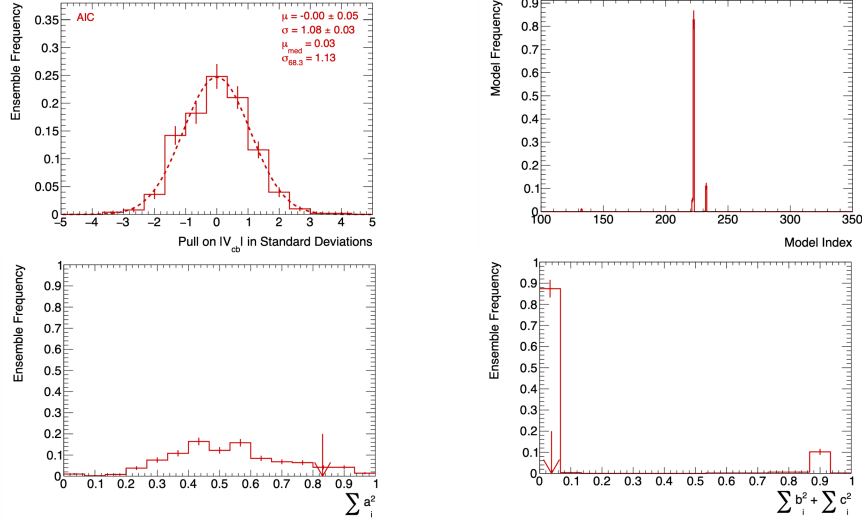 AIC
μ = -0.00 ± 0.05
σ = 1.08 ± 0.03
μmed = 0.03
σ68.3 = 1.13
Ensemble Frequency
0.35
0.3
0.25
0.2
0.15
0.1
0.05
0
−5 −4 −3 −2 −1 0 1 2 3 4 5
Pull on |Vcb| in Standard Deviations
Model Frequency
0.9
0.8
0.7
0.6
0.5
0.4
0.3
0.2
0.1
0
100 150 200 250 300 350
Model Index
Ensemble Frequency
1
0.9
0.8
0.7
0.6
0.5
0.4
0.3
0.2
0.1
0
0 0.1 0.2 0.3 0.4 0.5 0.6 0.7 0.8 0.9 1
∑ a²i
Ensemble Frequency
1
0.9
0.8
0.7
0.6
0.5
0.4
0.3
0.2
0.1
0
0 0.1 0.2 0.3 0.4 0.5 0.6 0.7 0.8 0.9 1
∑ b²i + ∑ c²i